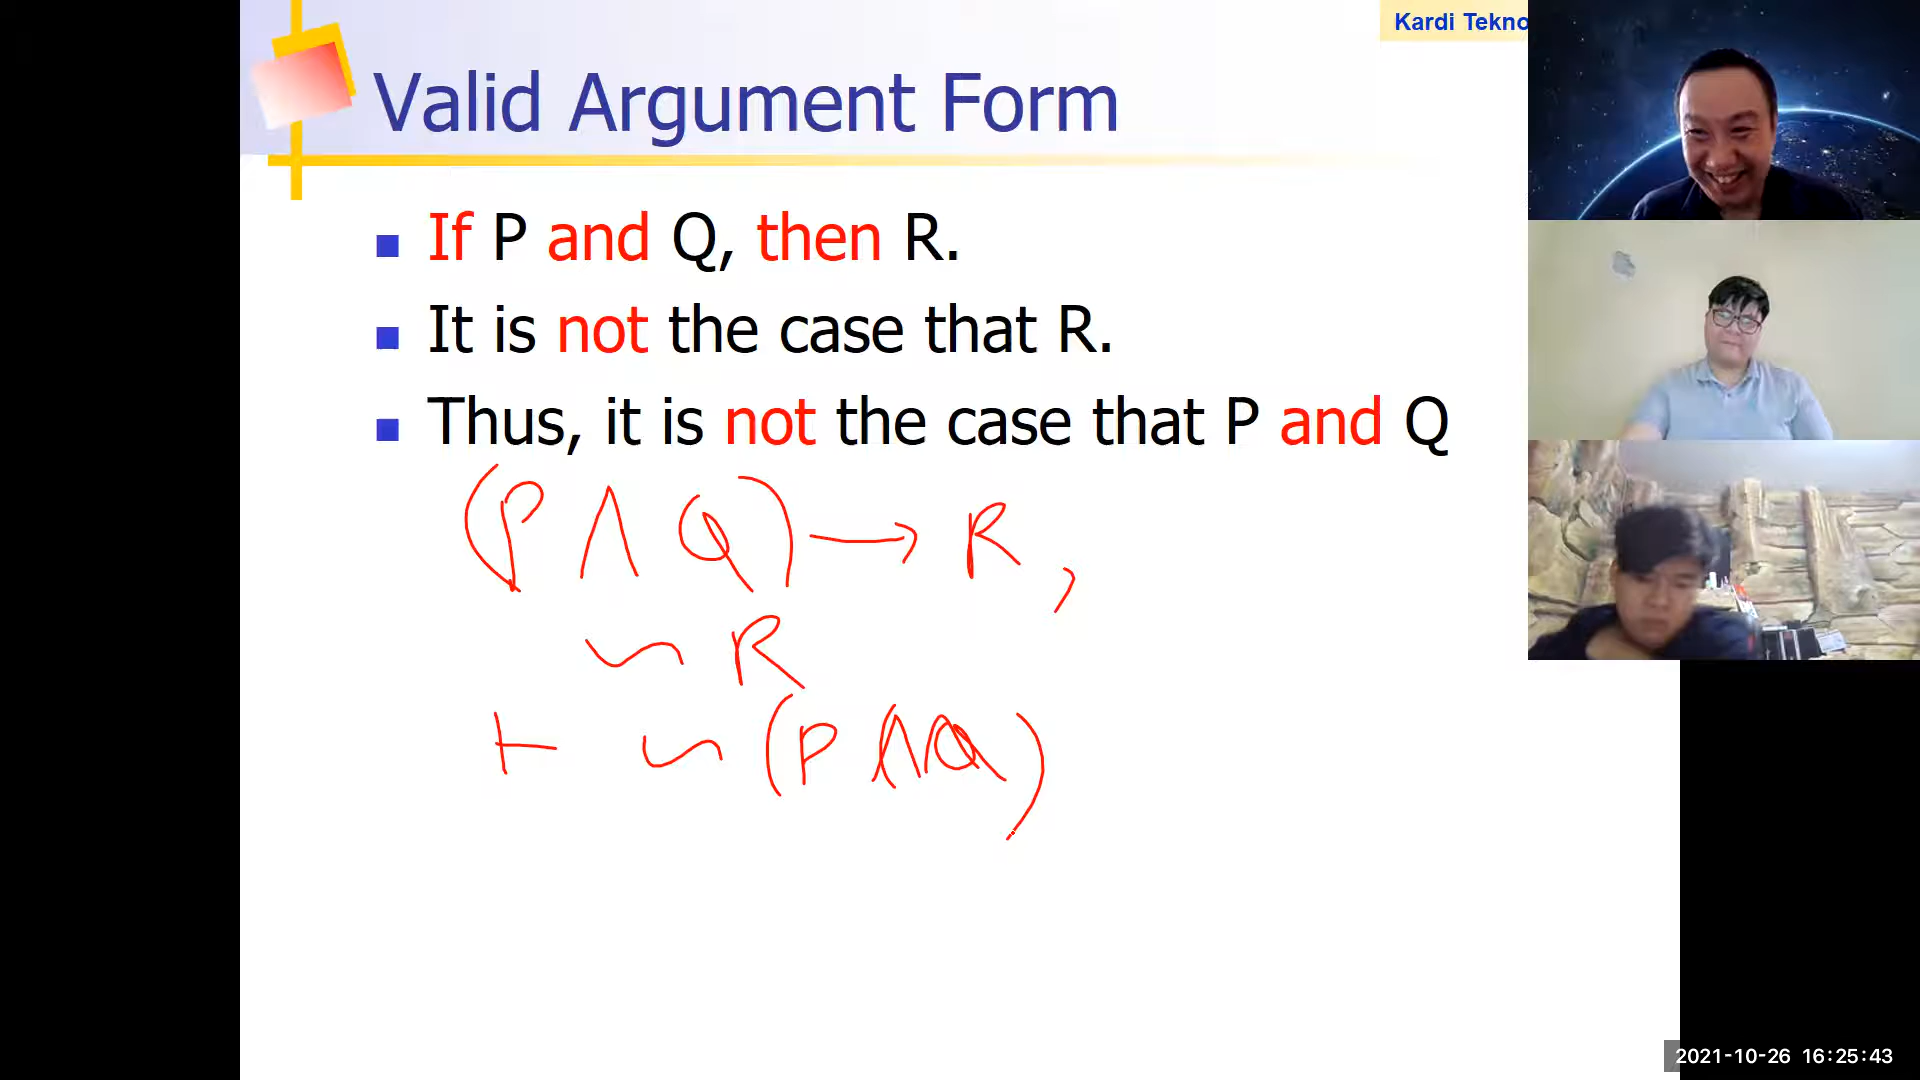 Kardi Tekno
Valid Argument Form
If P and Q, then R.
It is not the case that R.
Thus, it is not the case that P and Q
(P ∧ Q) → R ,
~ R
⊢ ~ (P ∧ Q)
2021-10-26 16:25:43